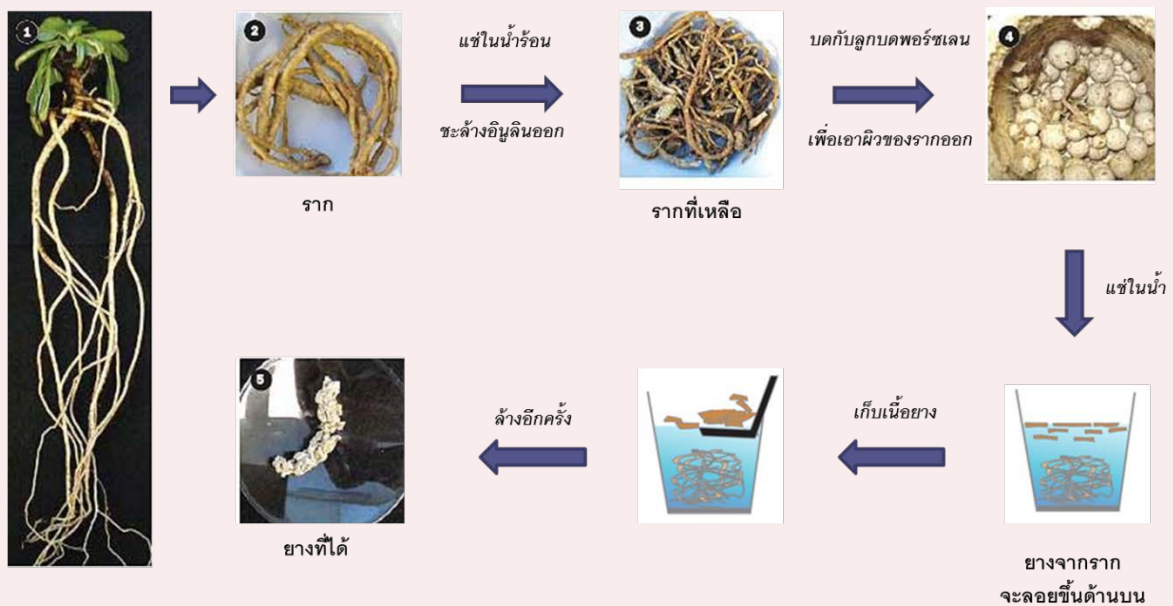 1
2
ราก
แช่ในน้ำร้อน
ชะล้างอินูลินออก
3
รากที่เหลือ
บดกับลูกบดพอร์ซเลน
เพื่อเอาผิวของรากออก
4
แช่ในน้ำ
ยางจากราก
จะลอยขึ้นด้านบน
เก็บเนื้อยาง
ล้างอีกครั้ง
5
ยางที่ได้